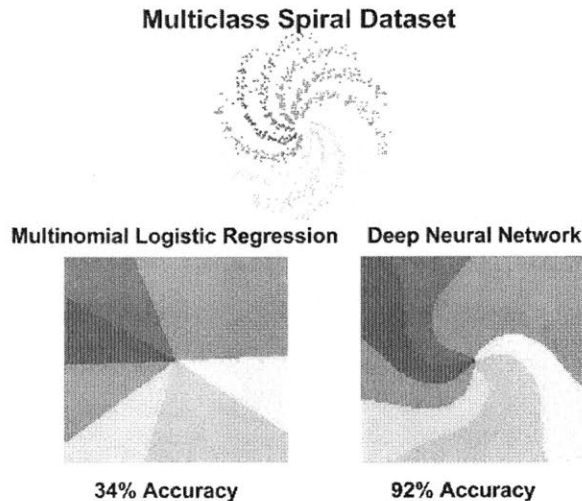 Multiclass Spiral Dataset
Multinomial Logistic Regression
Deep Neural Network
34% Accuracy
92% Accuracy